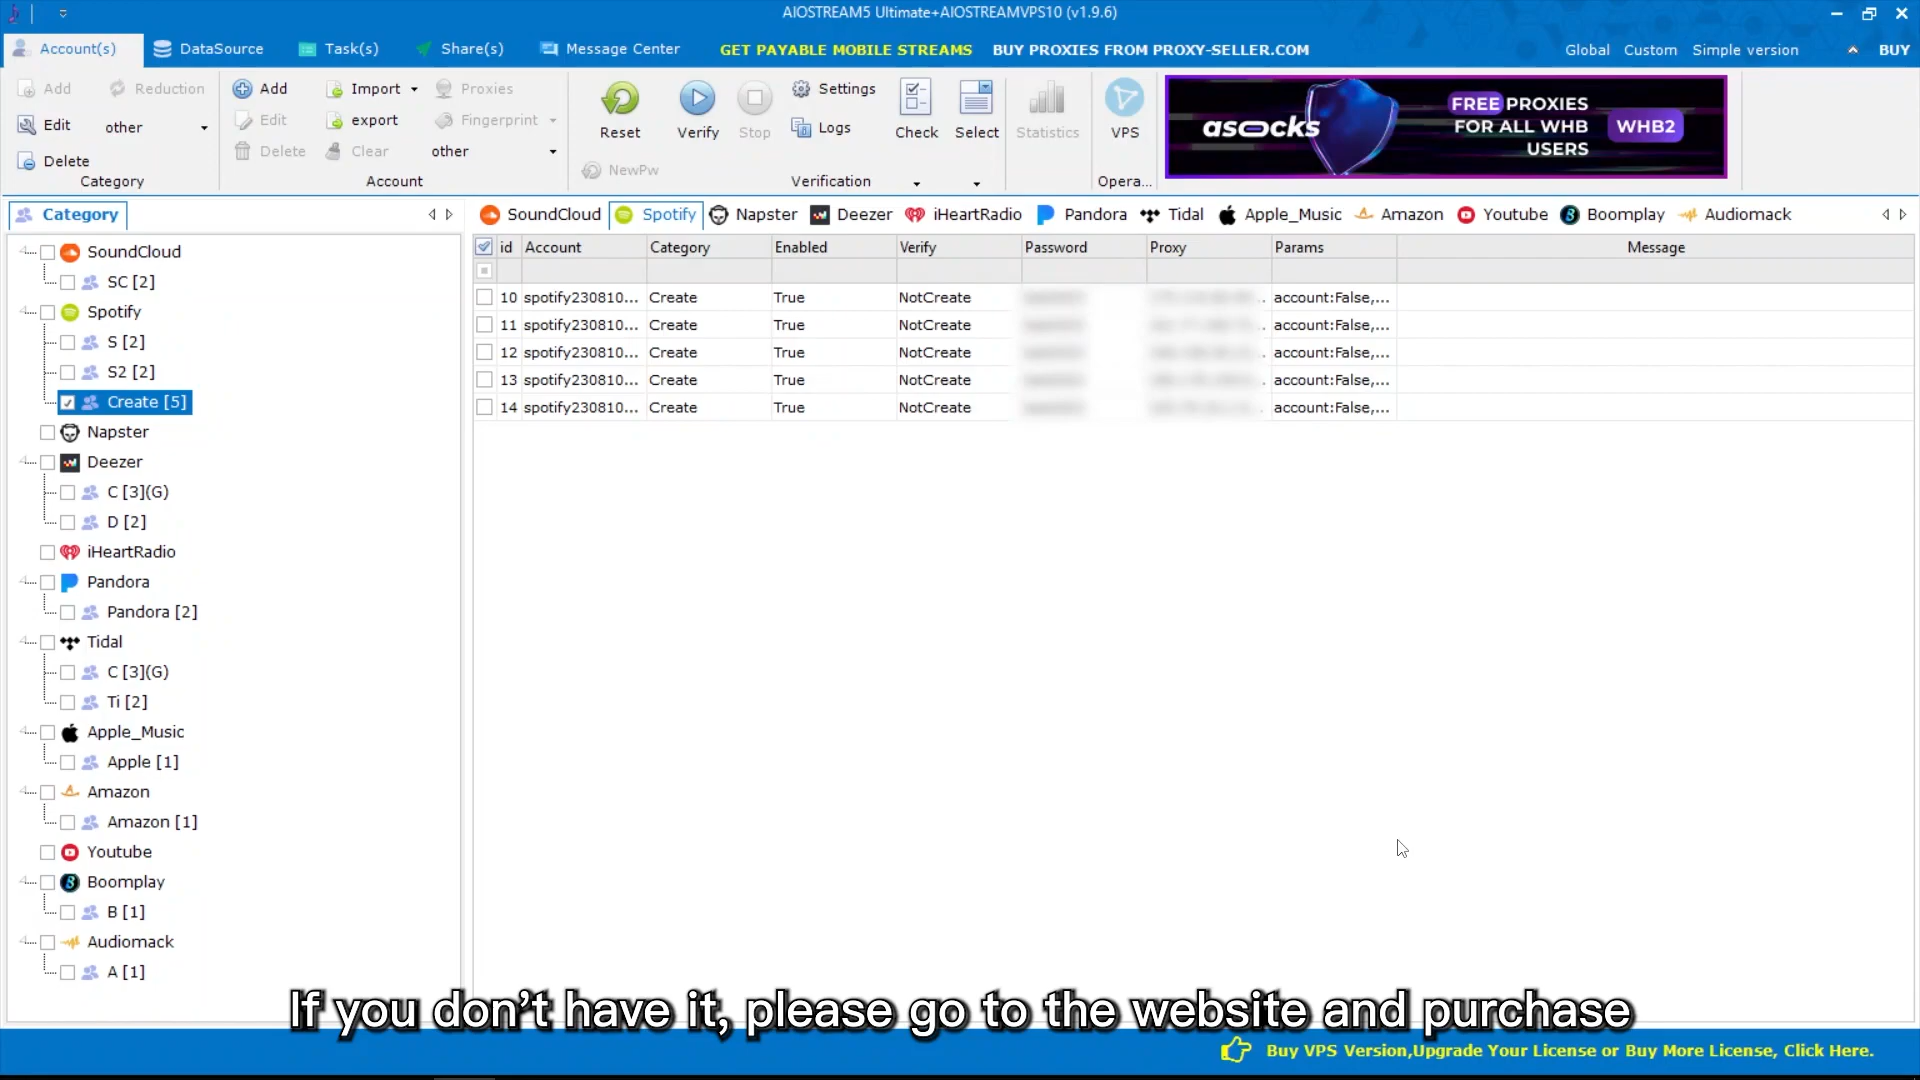 AIOSTREAM5 Ultimate+AIOSTREAMVPS10 (v1.9.6)
Account(s) DataSource Task(s) Share(s) Message Center GET PAYABLE MOBILE STREAMS BUY PROXIES FROM PROXY-SELLER.COM Global Custom Simple version BUY
Add Reduction Add Import Proxies Settings
Edit other Edit export Fingerprint Reset Verify Stop Logs Check Select Statistics VPS
Delete Delete Clear other NewPw
Category Account Verification Opera...
asocks FREE PROXIES
FOR ALL WHB
USERS
WHB2
Category SoundCloud Spotify Napster Deezer iHeartRadio Pandora Tidal Apple_Music Amazon Youtube Boomplay Audiomack
id Account Category Enabled Verify Password Proxy Params Message
10 spotify230810... Create True NotCreate account:False,...
11 spotify230810... Create True NotCreate account:False,...
12 spotify230810... Create True NotCreate account:False,...
13 spotify230810... Create True NotCreate account:False,...
14 spotify230810... Create True NotCreate account:False,...
SoundCloud
SC [2]
Spotify
S [2]
S2 [2]
Create [5]
Napster
Deezer
C [3](G)
D [2]
iHeartRadio
Pandora
Pandora [2]
Tidal
C [3](G)
Ti [2]
Apple_Music
Apple [1]
Amazon
Amazon [1]
Youtube
Boomplay
B [1]
Audiomack
A [1]
If you don't have it, please go to the website and purchase
Buy VPS Version,Upgrade Your License or Buy More License, Click Here.